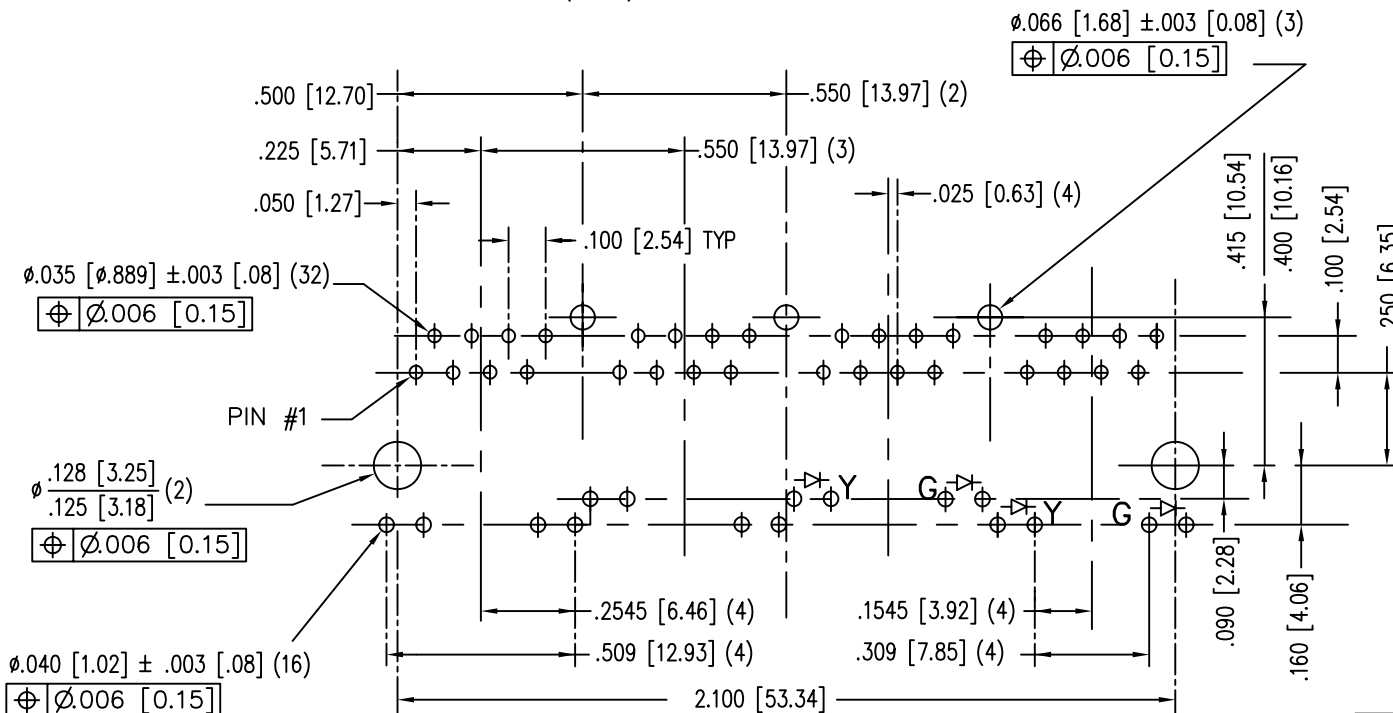 ⌀.066 [1.68] ±.003 [0.08] (3)
⌖ ⌀.006 [0.15]
.500 [12.70]
.550 [13.97] (2)
.225 [5.71]
.550 [13.97] (3)
.050 [1.27]
.025 [0.63] (4)
.100 [2.54] TYP
.415 [10.54]
.400 [10.16]
.100 [2.54]
.250 [6.35]
⌀.035 [⌀.889] ±.003 [.08] (32)
⌖ ⌀.006 [0.15]
PIN #1
⌀ .128 [3.25]
.125 [3.18] (2)
⌖ ⌀.006 [0.15]
Y G
Y G
.090 [2.28]
.160 [4.06]
.2545 [6.46] (4)
.1545 [3.92] (4)
.509 [12.93] (4)
.309 [7.85] (4)
⌀.040 [1.02] ± .003 [.08] (16)
⌖ ⌀.006 [0.15]
2.100 [53.34]